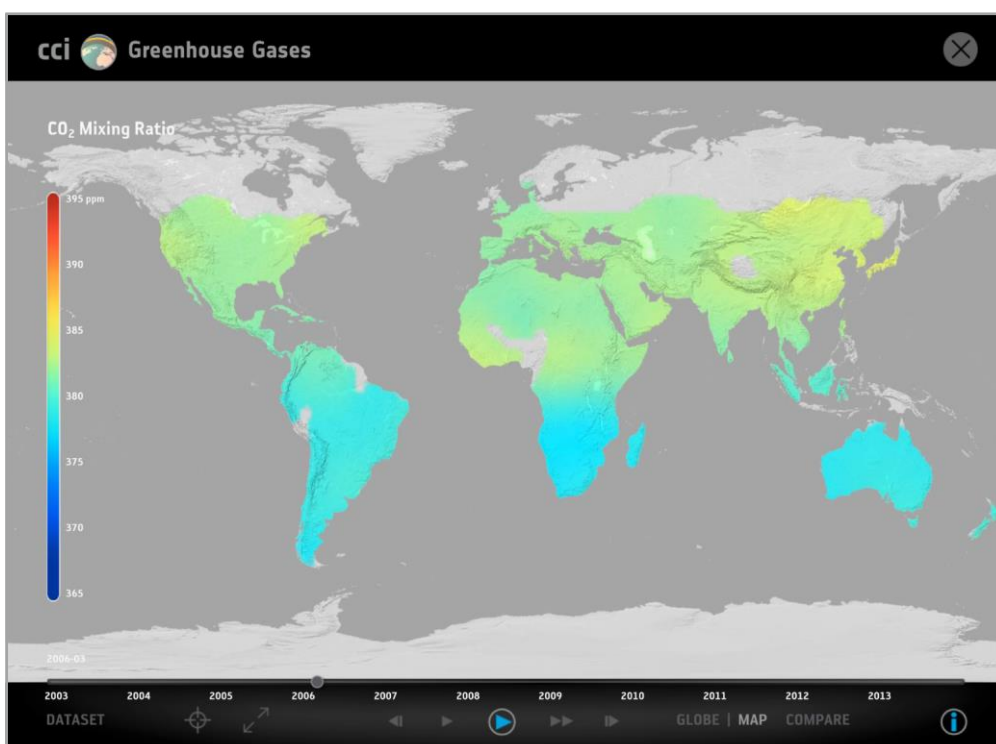 cci Greenhouse Gases
CO₂ Mixing Ratio
395 ppm
390
385
380
375
370
365
2006-03
2003 2004 2005 2006 2007 2008 2009 2010 2011 2012 2013
DATASET GLOBE | MAP COMPARE i